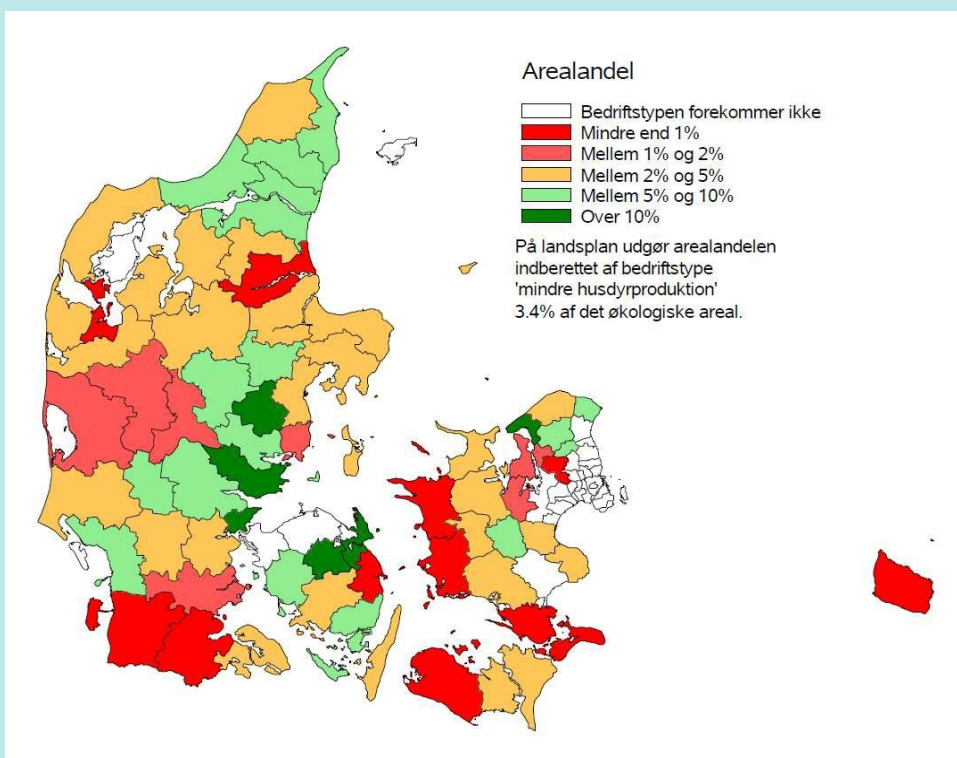 Arealandel
Bedriftstypen forekommer ikke
Mindre end 1%
Mellem 1% og 2%
Mellem 2% og 5%
Mellem 5% og 10%
Over 10%
På landsplan udgør arealandelen
indberettet af bedriftstype
'mindre husdyrproduktion'
3.4% af det økologiske areal.